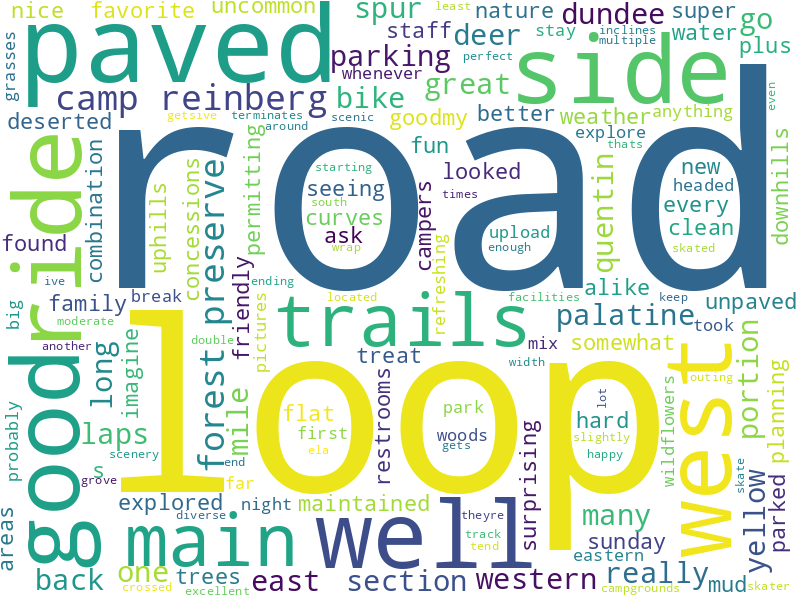 nice favorite uncommon
spur
staff
nature
least
stay
dundee
super
inclines
multiple
water
go
plus
paved
side
deer
parking
whenever
perfect
grasses
camp reinberg
bike
great
deserted
getsive
terminates
around
scenic
goodmy
better
weather
anything
even
explore
thats
fun
road
ride
good
combination
uphills
concessions
forest preserve
permitting
starting
seeing
south
curves
ask
wrap
looked
times
campers
upload
enough
quentin
new
headed
every
clean
skated
downhills
found
ive
family
break
ending
located
refreshing
facilities
alike
keep
unpaved
big
moderate
another
long
imagine
friendly
pictures
double
trails
treat
mix
width
palatine
took
somewhat
scenery
laps
s
mile
flat
first
ela
restrooms
park
woods
gets
hard
lot
slightly
happy
wildflowers
west
outing
portion
planning
probably
grove
loop
end
far
explored
night
maintained
diverse
main
well
theyre
track
tend
surprising
many
sunday
eastern
skate
yellow
parked
areas
back
one
trees
excellent
east
section
western
really
campgrounds
mud
skater
crossed